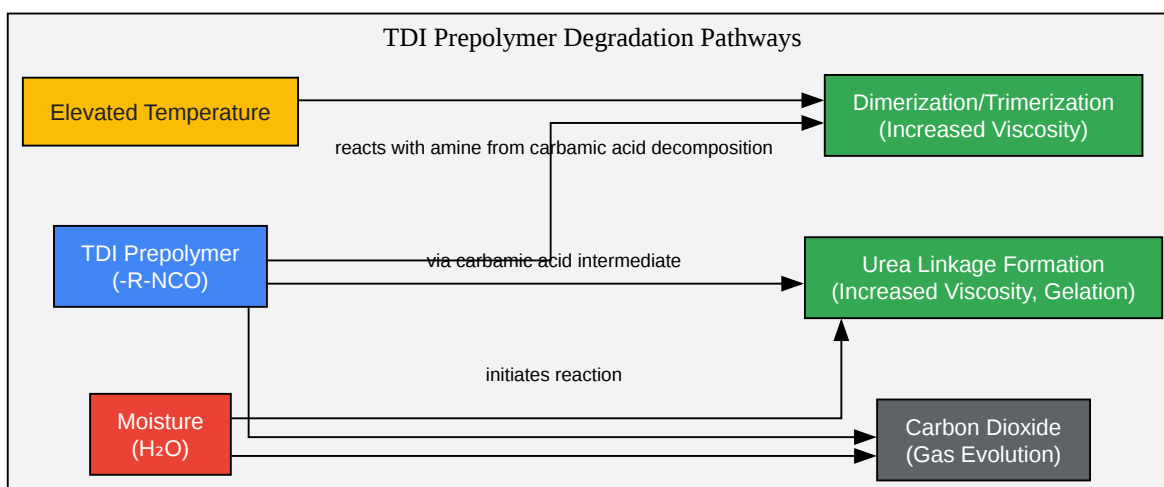 TDI Prepolymer Degradation Pathways
Elevated Temperature
Dimerization/Trimerization
(Increased Viscosity)
reacts with amine from carbamic acid decomposition
TDI Prepolymer
(-R-NCO)
via carbamic acid intermediate
Urea Linkage Formation
(Increased Viscosity, Gelation)
initiates reaction
Moisture
(H₂O)
Carbon Dioxide
(Gas Evolution)